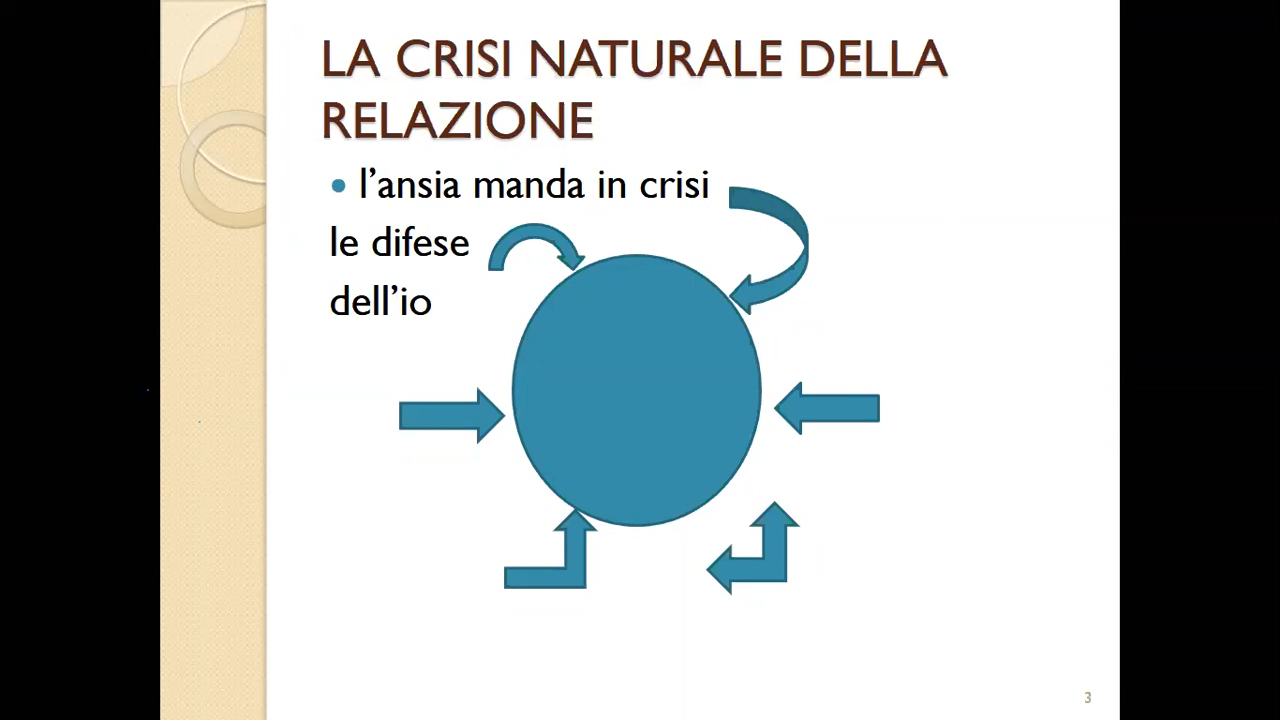 LA CRISI NATURALE DELLA
RELAZIONE
• l’ansia manda in crisi
le difese
dell’io
3